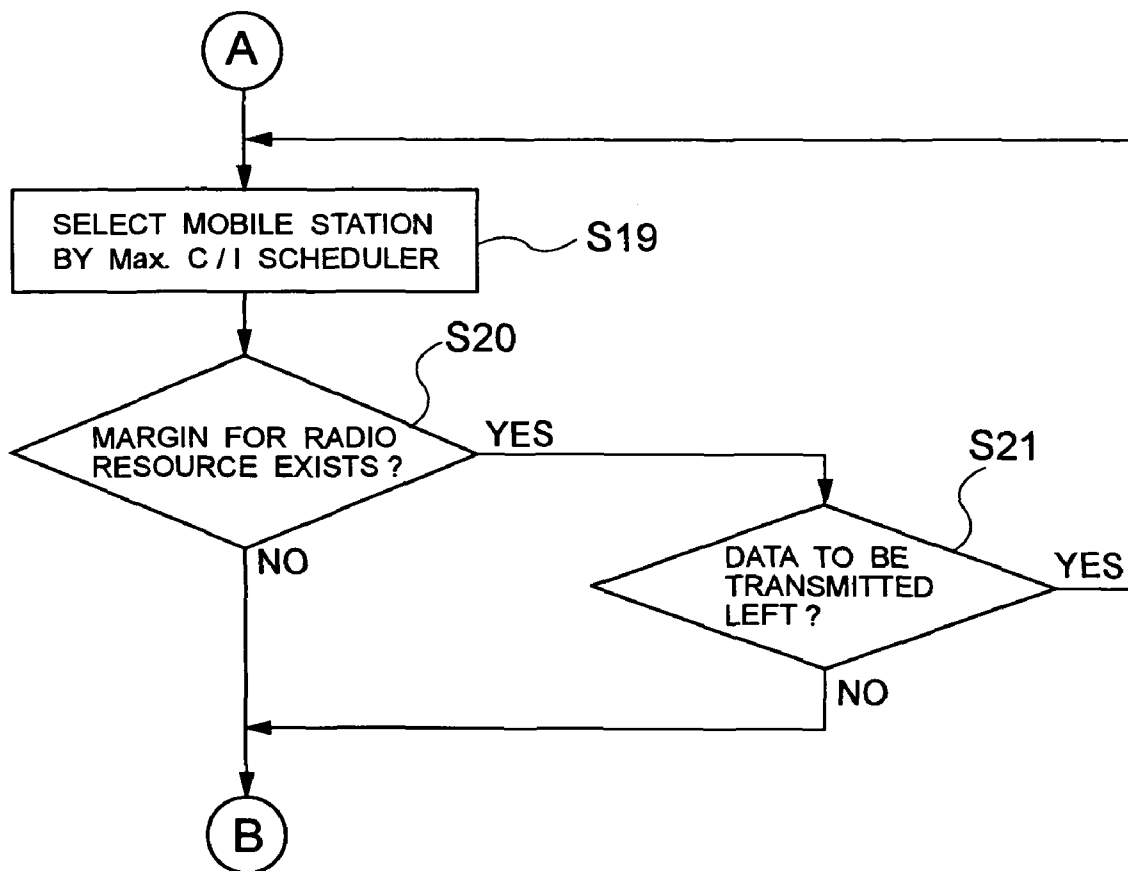 A
SELECT MOBILE STATION
BY Max. C / I SCHEDULER
S19
S20
MARGIN FOR RADIO
RESOURCE EXISTS ?
YES
NO
S21
DATA TO BE
TRANSMITTED
LEFT ?
YES
NO
B